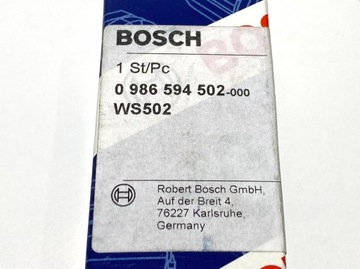 BOSCH
1 St/Pc
0 986 594 502-000
WS502
Robert Bosch GmbH,
Auf der Breit 4,
76227 Karlsruhe,
Germany